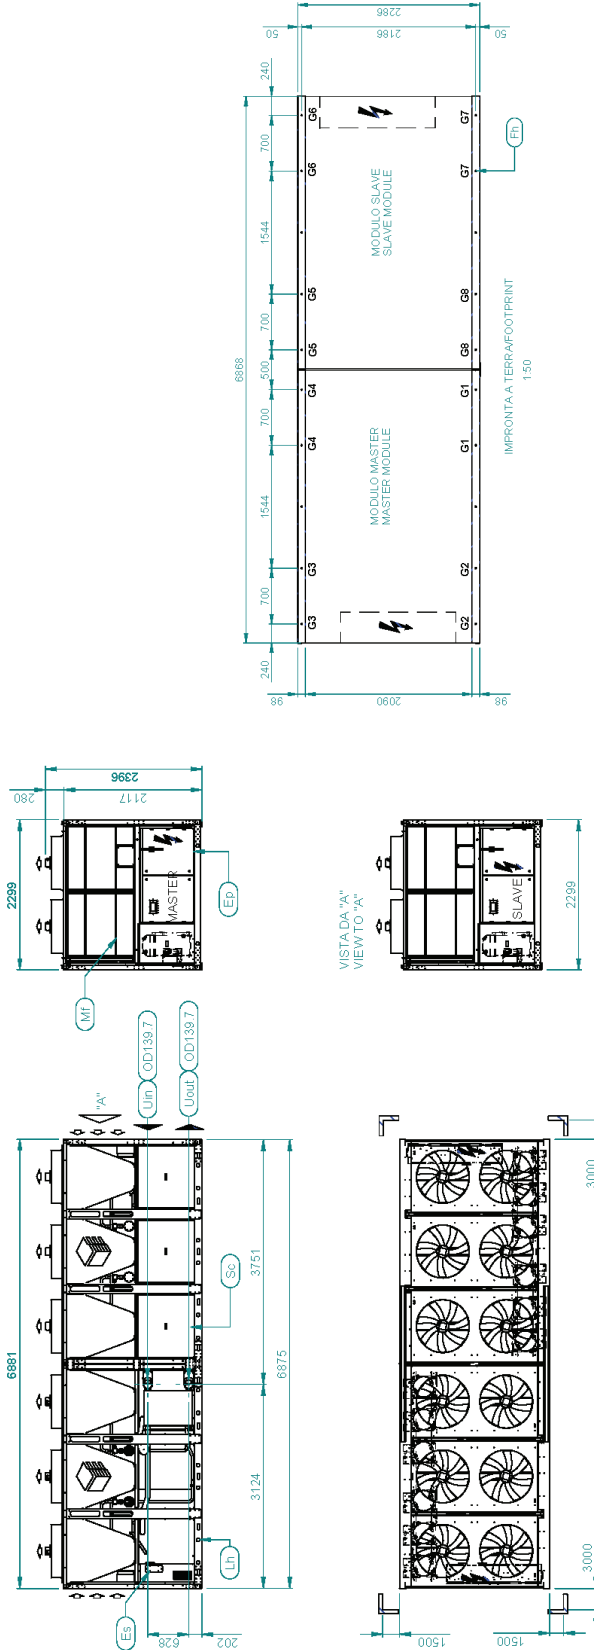 6881
"A"
Uin
OD139.7
Uout
OD139.7
Es
Lh
Sc
202
628
3124
3751
6875
2299
280
2117
2396
Mf
MASTER
Ep
VISTA DA "A"
VIEW TO "A"
SLAVE
2299
1500
1500
3000
3000
6868
240
700
1544
700
500
700
1544
700
240
50
2186
50
2286
98
2090
98
G3
G3
G4
G4
G5
G5
G6
G6
MODULO MASTER
MASTER MODULE
MODULO SLAVE
SLAVE MODULE
G2
G2
G1
G1
G8
G8
G7
G7
Fh
IMPRONTA A TERRA/FOOTPRINT
1:50